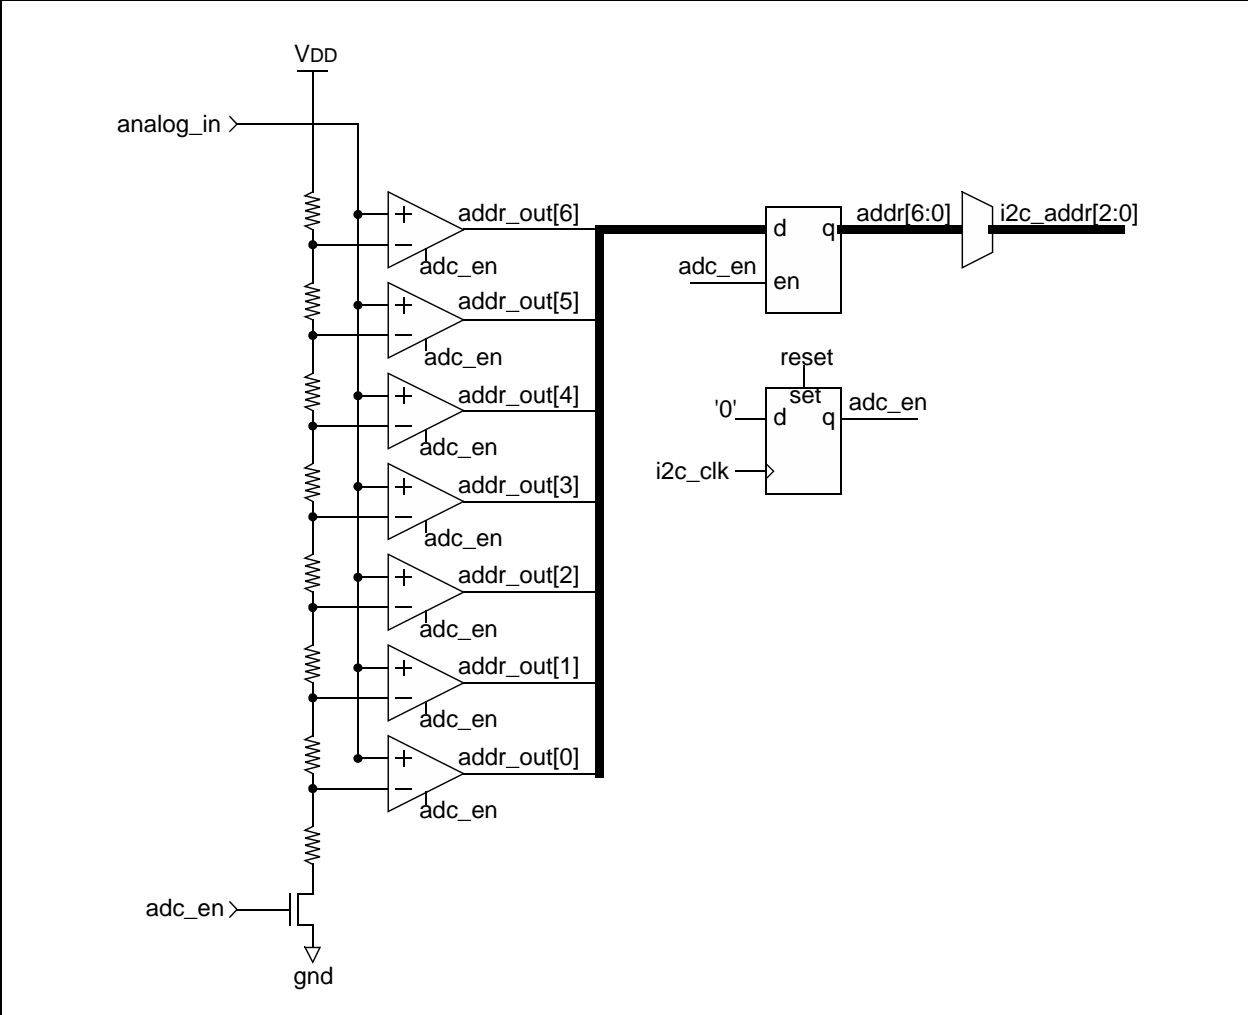 VDD
analog_in
+
−
addr_out[6]
adc_en
+
−
addr_out[5]
adc_en
+
−
addr_out[4]
adc_en
+
−
addr_out[3]
adc_en
+
−
addr_out[2]
adc_en
+
−
addr_out[1]
adc_en
+
−
addr_out[0]
adc_en
adc_en
gnd
d q
addr[6:0]
i2c_addr[2:0]
adc_en
en
reset
set
'0'
d q
adc_en
i2c_clk